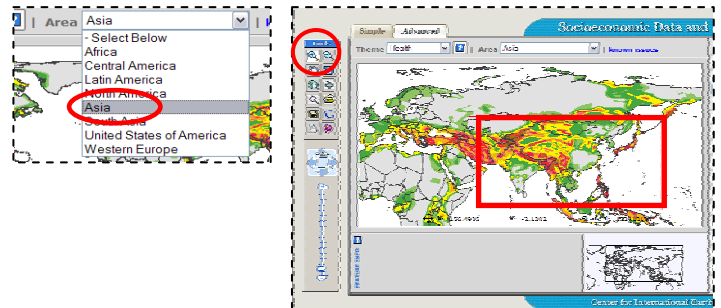 Area Asia
- Select Below
Africa
Central America
Latin America
North America
Asia
South Asia
United States of America
Western Europe
Socioeconomic Data and
Simple Advanced
Theme Health ? Area Asia known issues
Center for International Earth